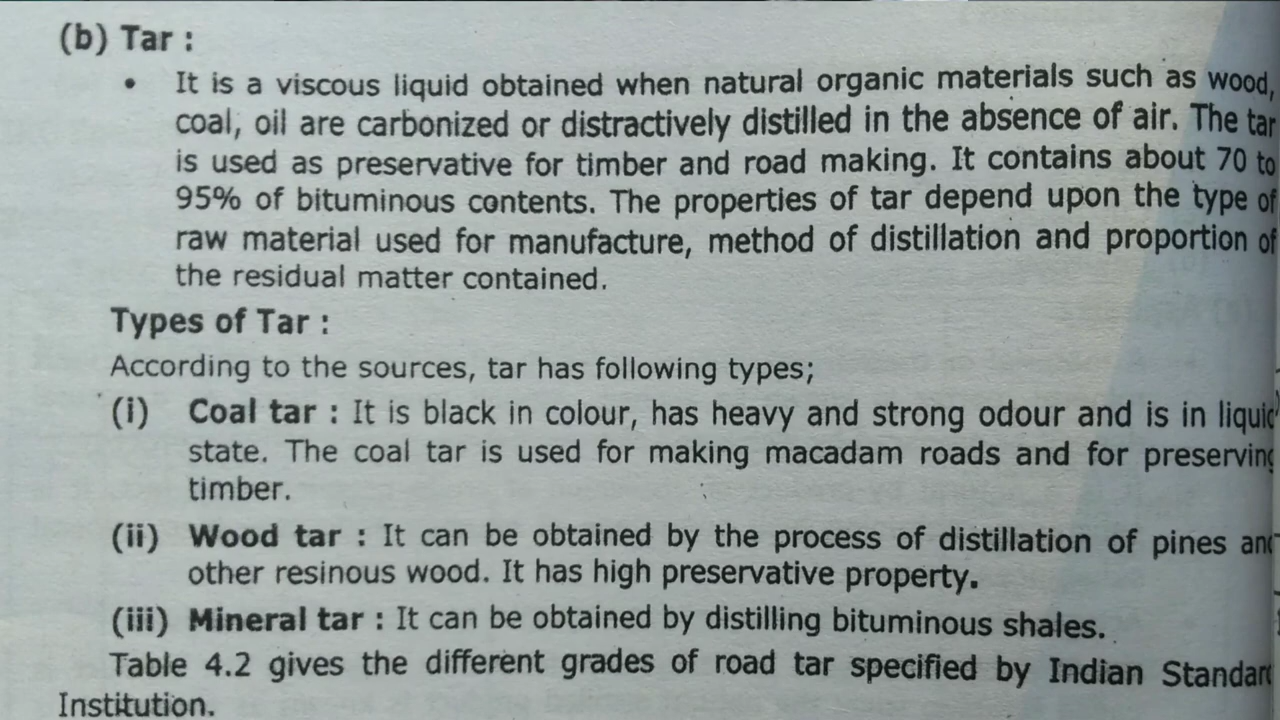 (b) Tar :
• It is a viscous liquid obtained when natural organic materials such as wood,
coal, oil are carbonized or distractively distilled in the absence of air. The tar
is used as preservative for timber and road making. It contains about 70 to
95% of bituminous contents. The properties of tar depend upon the type of
raw material used for manufacture, method of distillation and proportion of
the residual matter contained.
Types of Tar :
According to the sources, tar has following types;
(i) Coal tar : It is black in colour, has heavy and strong odour and is in liquid
state. The coal tar is used for making macadam roads and for preserving
timber.
(ii) Wood tar : It can be obtained by the process of distillation of pines and
other resinous wood. It has high preservative property.
(iii) Mineral tar : It can be obtained by distilling bituminous shales.
Table 4.2 gives the different grades of road tar specified by Indian Standard
Institution.